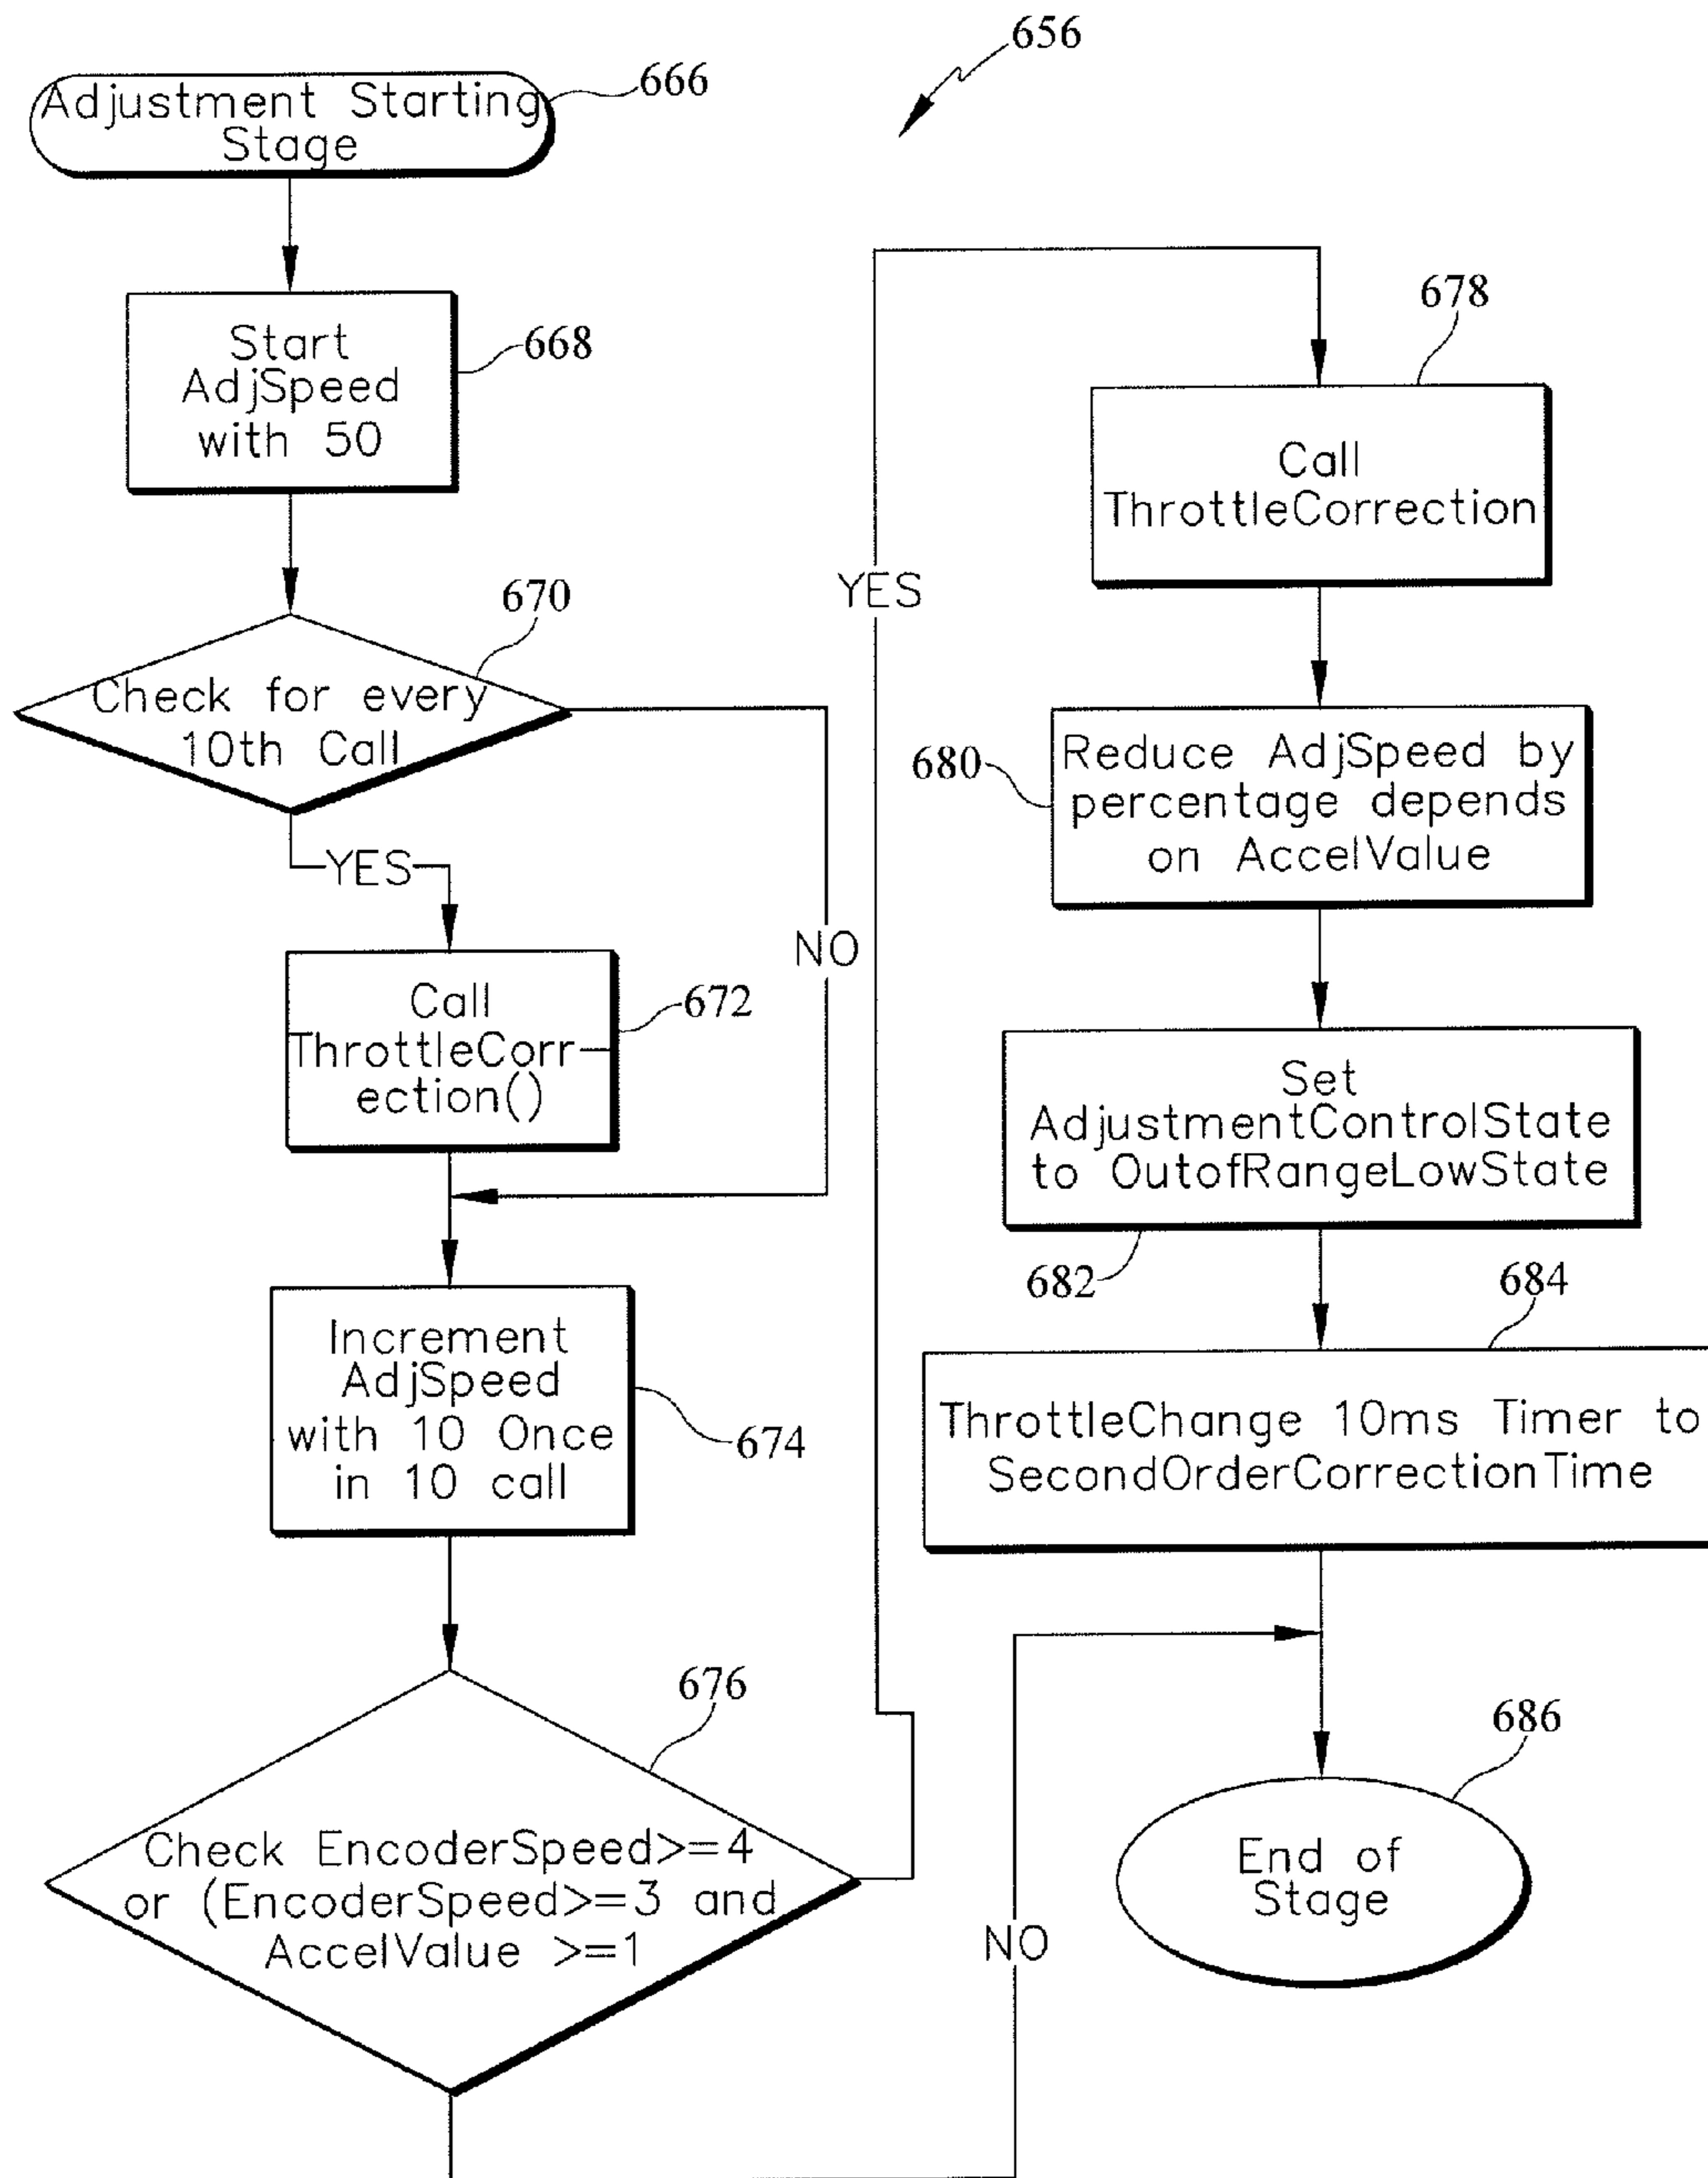 656
Adjustment Starting
Stage
666
Start
AdjSpeed
with 50
668
670
Check for every
10th Call
YES
NO
Call
ThrottleCorr-
ection()
672
Increment
AdjSpeed
with 10 Once
in 10 call
674
676
Check EncoderSpeed>=4
or (EncoderSpeed>=3 and
AccelValue >=1
YES
NO
678
Call
ThrottleCorrection
680
Reduce AdjSpeed by
percentage depends
on AccelValue
Set
AdjustmentControlState
to OutofRangeLowState
682
684
ThrottleChange 10ms Timer to
SecondOrderCorrectionTime
686
End of
Stage